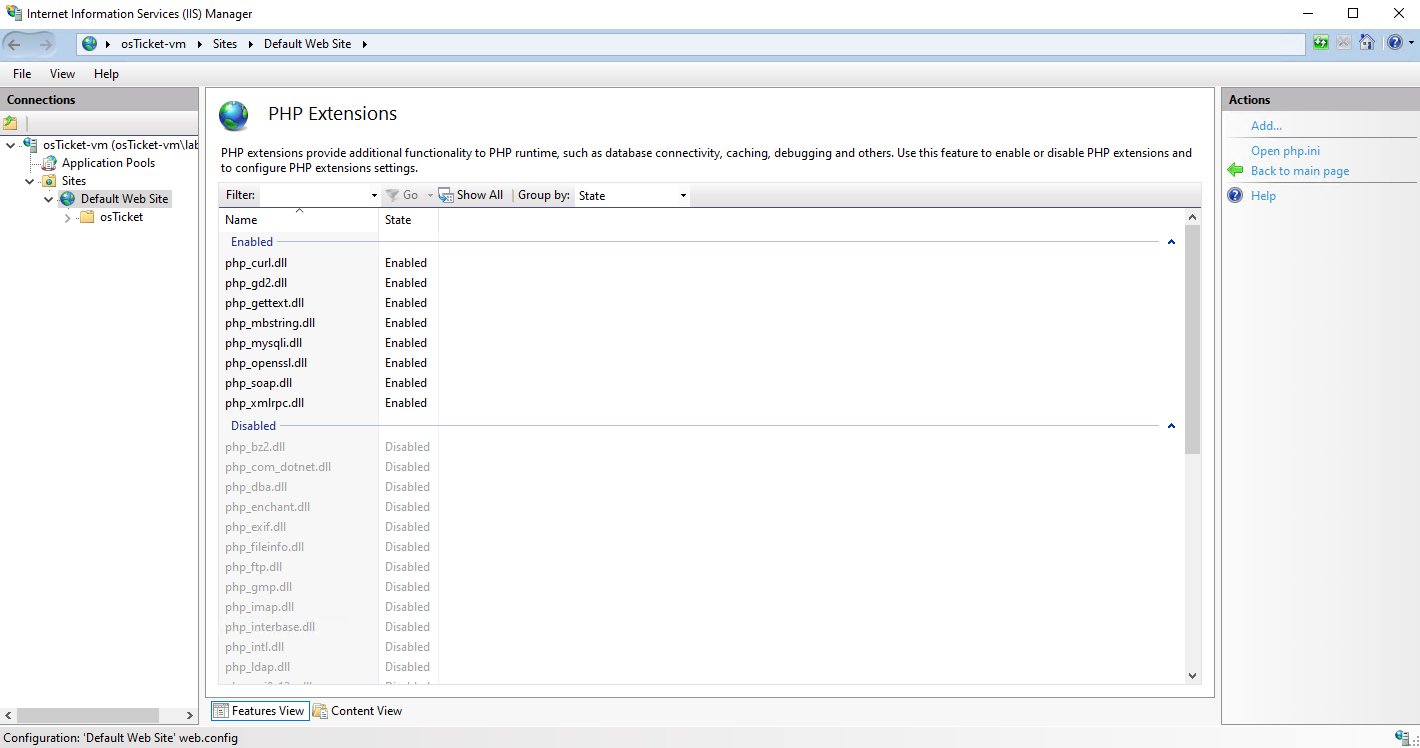 Internet Information Services (IIS) Manager
osTicket-vm Sites Default Web Site
File View Help
Connections
osTicket-vm (osTicket-vm\lab
Application Pools
Sites
Default Web Site
osTicket
PHP Extensions
PHP extensions provide additional functionality to PHP runtime, such as database connectivity, caching, debugging and others. Use this feature to enable or disable PHP extensions and
to configure PHP extensions settings.
Filter: Go Show All Group by: State
Name State
Enabled
php_curl.dll Enabled
php_gd2.dll Enabled
php_gettext.dll Enabled
php_mbstring.dll Enabled
php_mysqli.dll Enabled
php_openssl.dll Enabled
php_soap.dll Enabled
php_xmlrpc.dll Enabled
Disabled
php_bz2.dll Disabled
php_com_dotnet.dll Disabled
php_dba.dll Disabled
php_enchant.dll Disabled
php_exif.dll Disabled
php_fileinfo.dll Disabled
php_ftp.dll Disabled
php_gmp.dll Disabled
php_imap.dll Disabled
php_interbase.dll Disabled
php_intl.dll Disabled
php_ldap.dll Disabled
Features View Content View
Actions
Add...
Open php.ini
Back to main page
Help
Configuration: 'Default Web Site' web.config